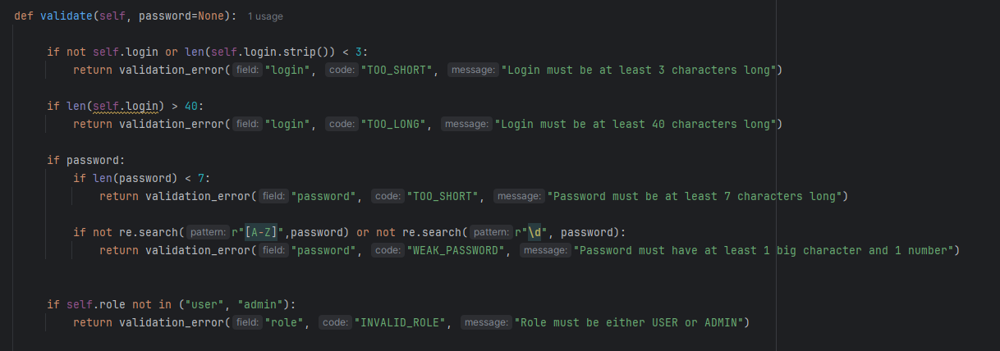 def validate(self, password=None): 1 usage
if not self.login or len(self.login.strip()) < 3:
return validation_error(field: "login", code: "TOO_SHORT", message: "Login must be at least 3 characters long")
if len(self.login) > 40:
return validation_error(field: "login", code: "TOO_LONG", message: "Login must be at least 40 characters long")
if password:
if len(password) < 7:
return validation_error(field: "password", code: "TOO_SHORT", message: "Password must be at least 7 characters long")
if not re.search(pattern: r"[A-Z]",password) or not re.search(pattern: r"\d", password):
return validation_error(field: "password", code: "WEAK_PASSWORD", message: "Password must have at least 1 big character and 1 number")
if self.role not in ("user", "admin"):
return validation_error(field: "role", code: "INVALID_ROLE", message: "Role must be either USER or ADMIN")